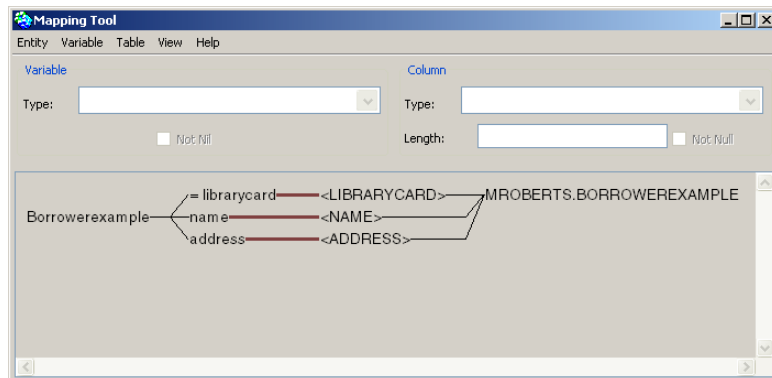 Mapping Tool
Entity Variable Table View Help
Variable Column
Type: Type:
Not Nil Length: Not Null
= librarycard <LIBRARYCARD> MROBERTS.BORROWEREXAMPLE
Borrowerexample name <NAME>
address <ADDRESS>